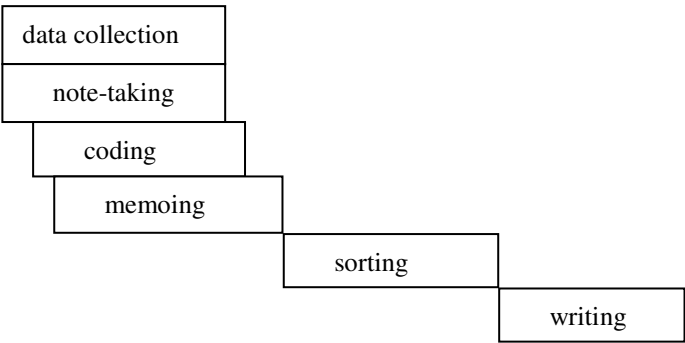 data collection
note-taking
coding
memoing
sorting
writing